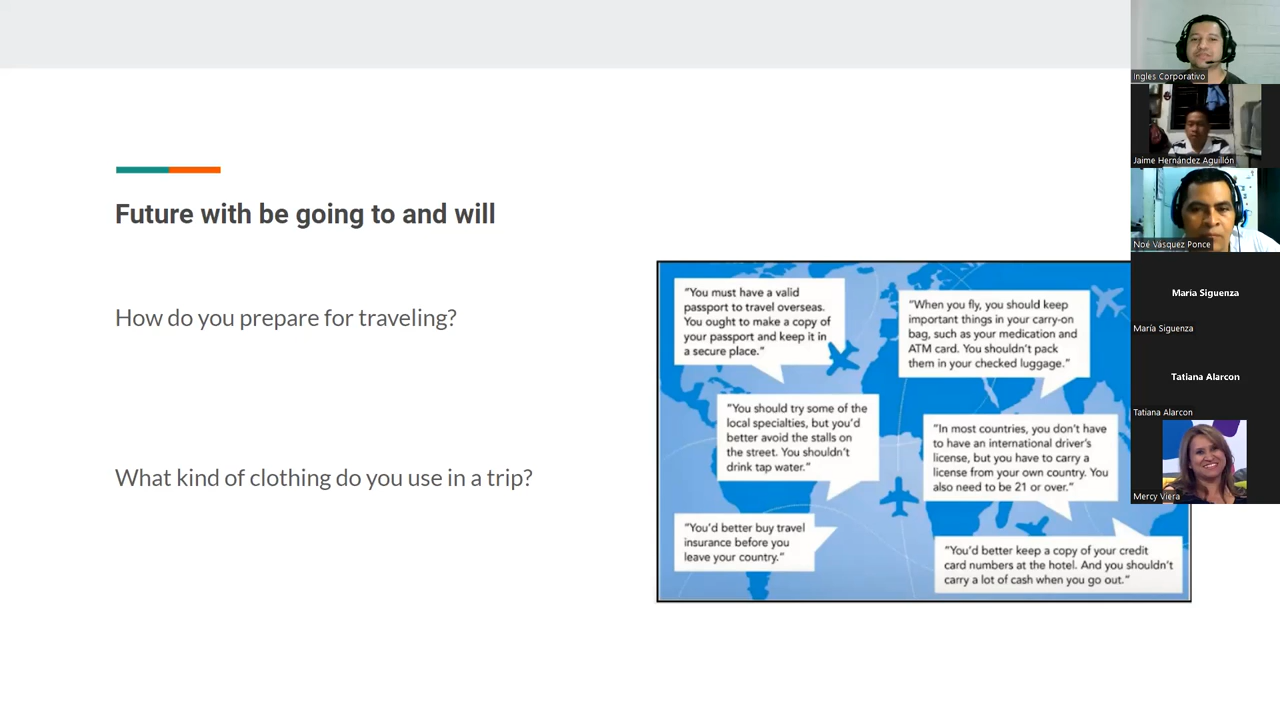 Future with be going to and will
How do you prepare for traveling?
What kind of clothing do you use in a trip?
"You must have a valid
passport to travel overseas.
You ought to make a copy of
your passport and keep it in
a secure place."
"When you fly, you should keep
important things in your carry-on
bag, such as your medication and
ATM card. You shouldn't pack
them in your checked luggage."
"You should try some of the
local specialties, but you'd
better avoid the stalls on
the street. You shouldn't
drink tap water."
"In most countries, you don't have
to have an international driver's
license, but you have to carry a
license from your own country. You
also need to be 21 or over."
"You'd better buy travel
insurance before you
leave your country."
"You'd better keep a copy of your credit
card numbers at the hotel. And you shouldn't
carry a lot of cash when you go out."
Ingles Corporativo
Jaime Hernández Aguillón
Noé Vásquez Ponce
María Siguenza
María Siguenza
Tatiana Alarcon
Tatiana Alarcon
Mercy Viera